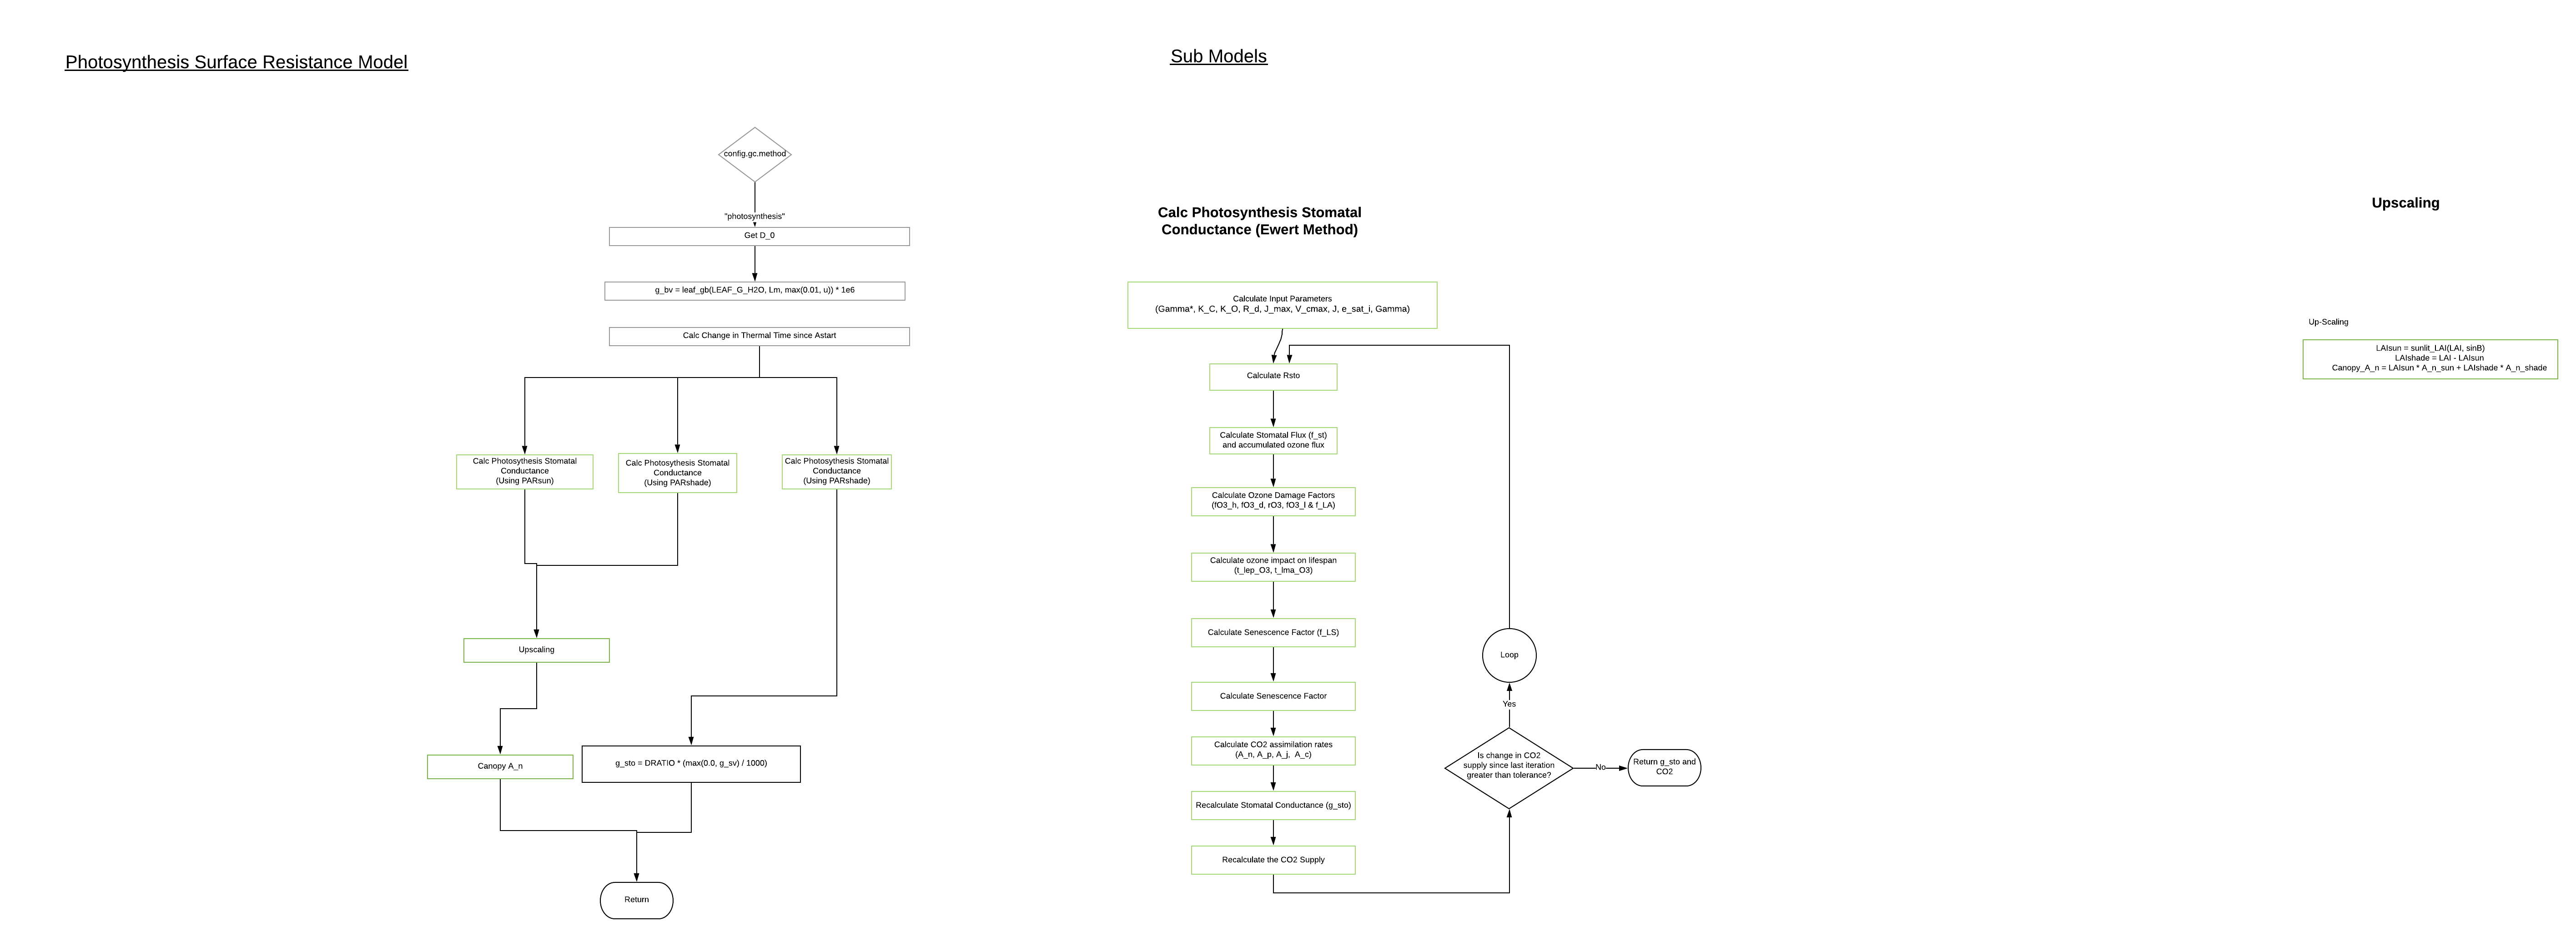 Photosynthesis Surface Resistance Model
config.gc.method
"photosynthesis"
Get D_0
g_bv = leaf_gb(LEAF_G_H2O, Lm, max(0.01, u)) * 1e6
Calc Change in Thermal Time since Astart
Calc Photosythesis Stomatal
Conductance
(Using PARsun)
Calc Photosythesis Stomatal
Conductance
(Using PARshade)
Calc Photosythesis Stomatal
Conductance
(Using PARshade)
Upscaling
Canopy A_n
g_sto = DRATIO * (max(0.0, g_sv) / 1000)
Return
Sub Models
Calc Photosynthesis Stomatal
Conductance (Ewert Method)
Calculate Input Parameters
(Gamma*, K_C, K_O, R_d, J_max, V_cmax, J, e_sat_i, Gamma)
Calculate Rsto
Calculate Stomatal Flux (f_st)
and accumulated ozone flux
Calculate Ozone Damage Factors
(fO3_h, fO3_d, rO3, fO3_l & f_LA)
Calculate ozone impact on lifespan
(t_lep_O3, t_lma_O3)
Calculate Senescence Factor (f_LS)
Calculate Senescence Factor
Calculate CO2 assimilation rates
(A_n, A_p, A_j,  A_c)
Recalculate Stomatal Conductance (g_sto)
Recalculate the CO2 Supply
Loop
Yes
Is change in CO2
supply since last iteration
greater than tolerance?
No
Return g_sto and
CO2
Upscaling
Up-Scaling
LAIsun = sunlit_LAI(LAI, sinB)
LAIshade = LAI - LAIsun
Canopy_A_n = LAIsun * A_n_sun + LAIshade * A_n_shade